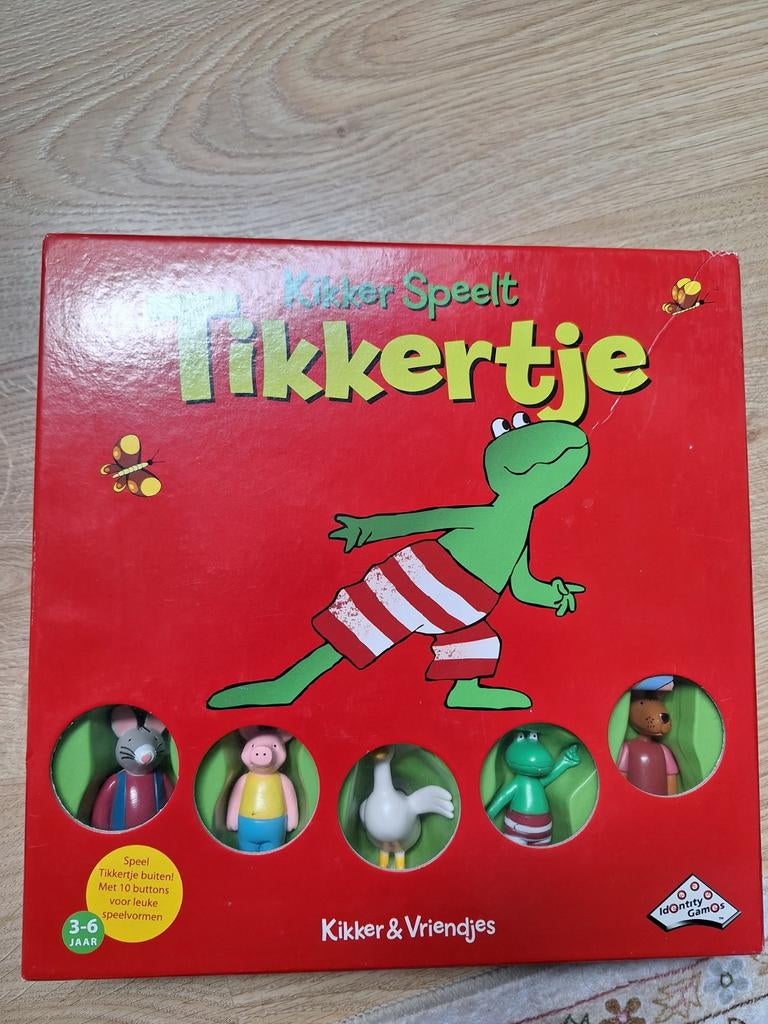 Kikker Speelt
Tikkertje
Speel
Tikkertje buiten!
Met 10 buttons
voor leuke
speelvormen
3-6
JAAR
Kikker & Vriendjes
Identity
Games
™